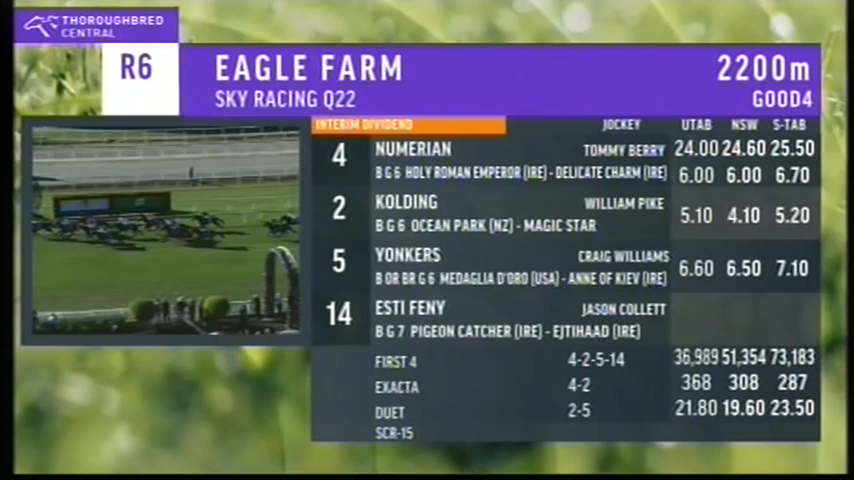 THOROUGHBRED
CENTRAL
R6 EAGLE FARM 2200m
SKY RACING Q22 GOOD4
INTERIM DIVIDEND JOCKEY UTAB NSW S-TAB
4 NUMERIAN TOMMY BERRY 24.00 24.60 25.50
B G 6 HOLY ROMAN EMPEROR (IRE) - DELICATE CHARM (IRE) 6.00 6.00 6.70
2 KOLDING WILLIAM PIKE 5.10 4.10 5.20
B G 6 OCEAN PARK (NZ) - MAGIC STAR
5 YONKERS CRAIG WILLIAMS 6.60 6.50 7.10
B OR BR G 6 MEDAGLIA D'ORO (USA) - ANNE OF KIEV (IRE)
14 ESTI FENY JASON COLLETT
B G 7 PIGEON CATCHER (IRE) - EJTIHAAD (IRE)
FIRST 4 4-2-5-14 36,989 51,354 73,183
EXACTA 4-2 368 308 287
DUET 2-5 21.80 19.60 23.50
SCR-15